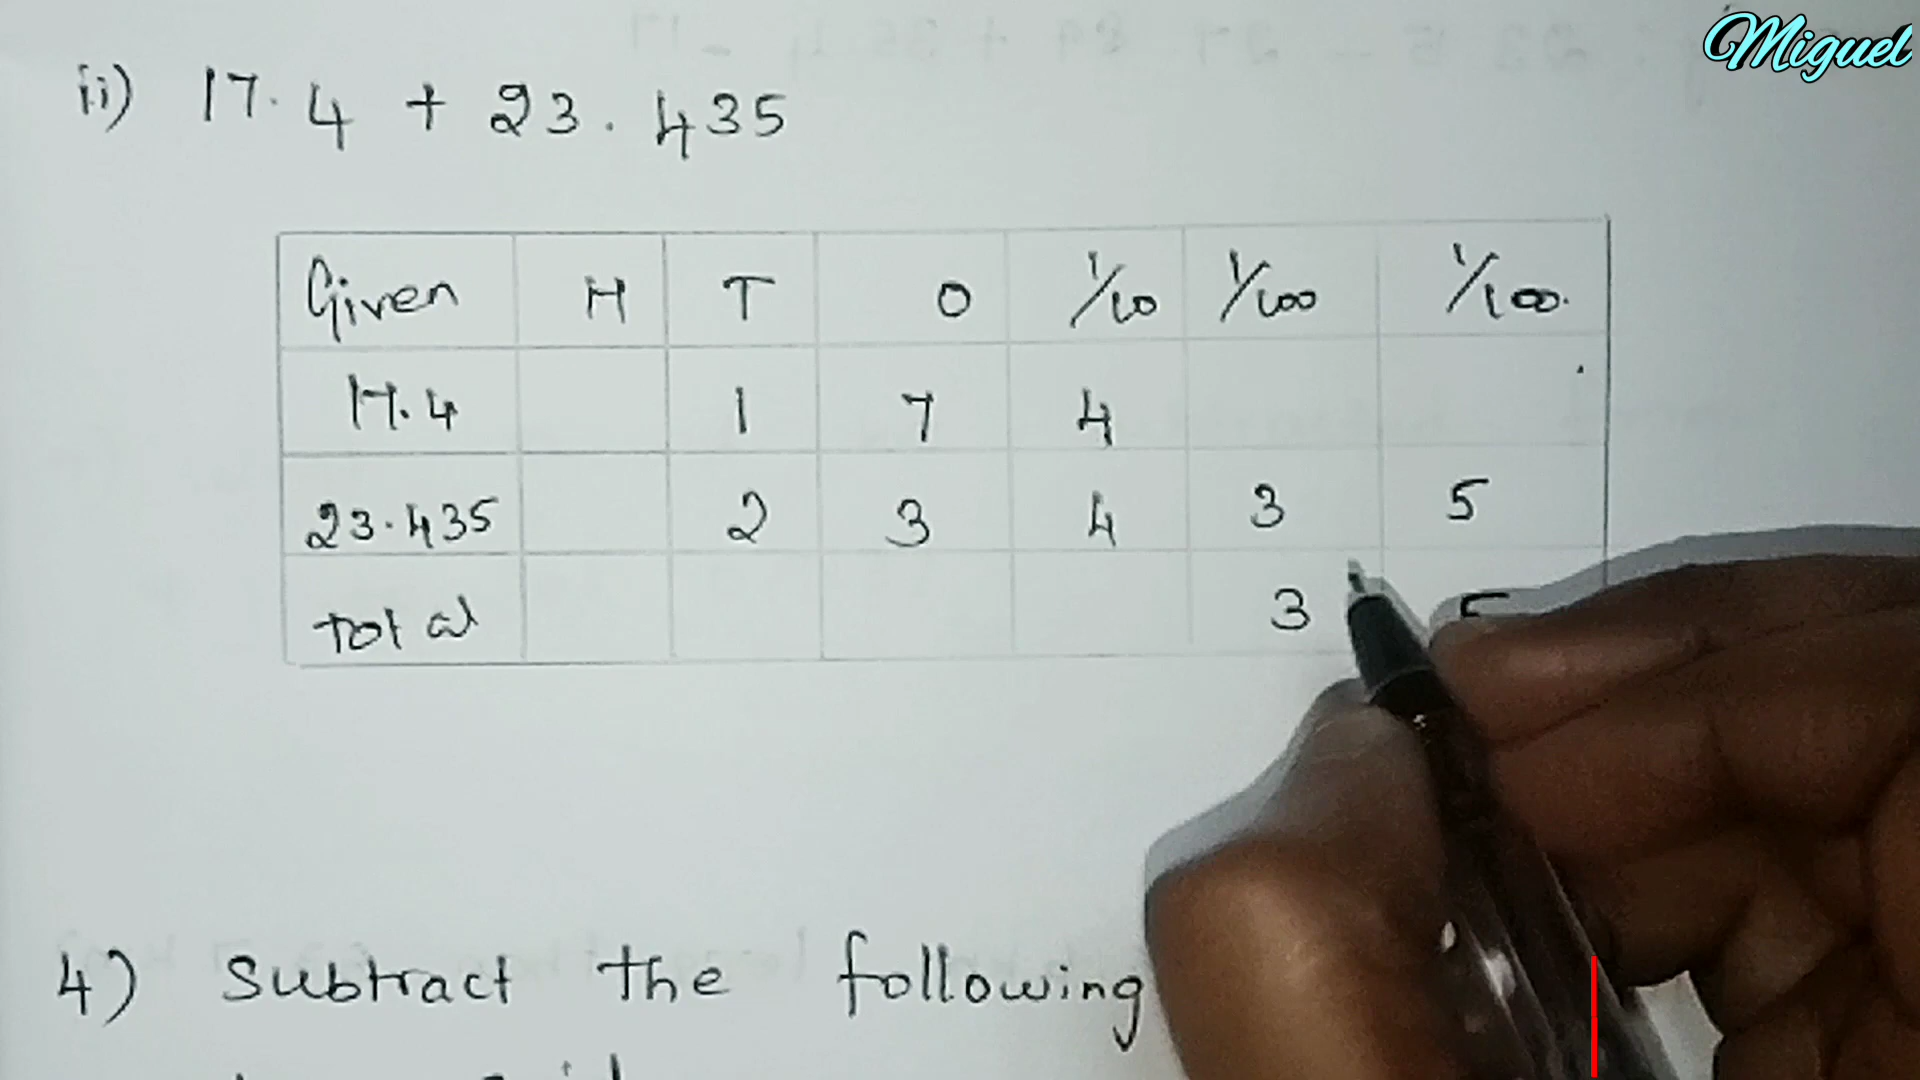 Miguel
ii) 17.4 + 23.435
Given H T O 1/10 1/100 1/100
17.4 1 7 4
23.435 2 3 4 3 5
total 3 5
4) Subtract the following